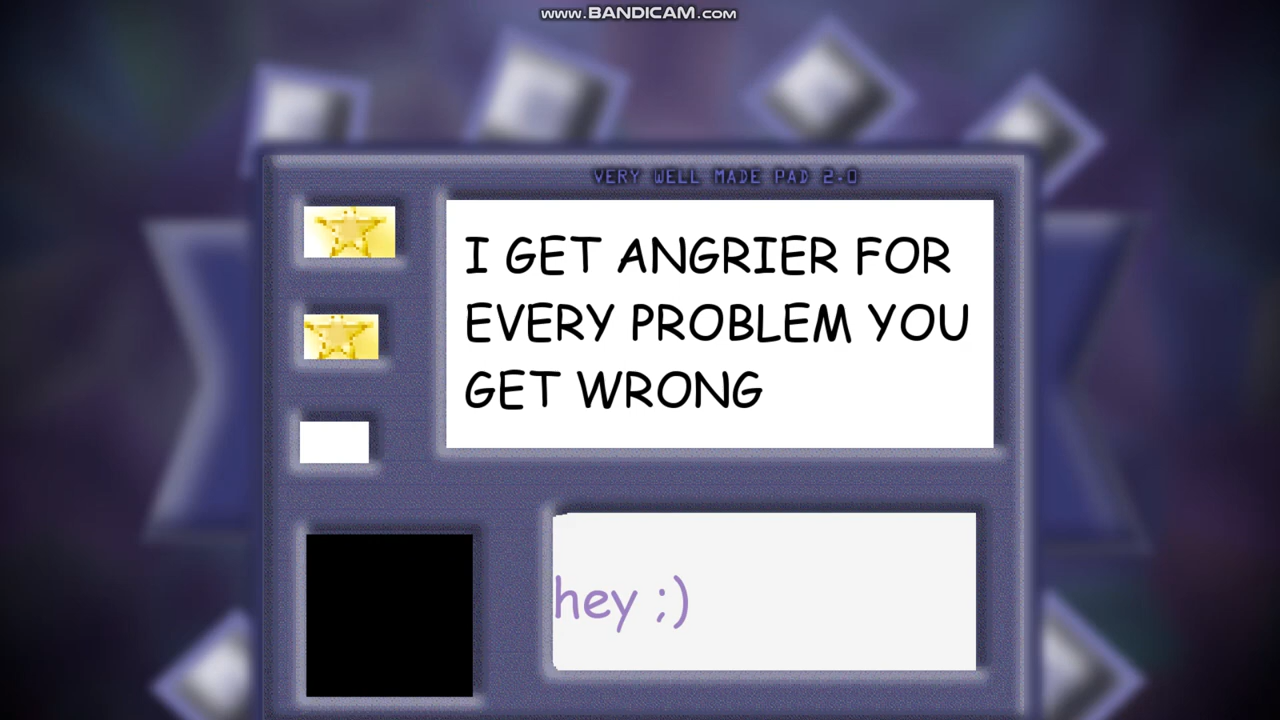 www.BANDICAM.com
VERY WELL MADE PAD 2.0
I GET ANGRIER FOR
EVERY PROBLEM YOU
GET WRONG
hey ;)